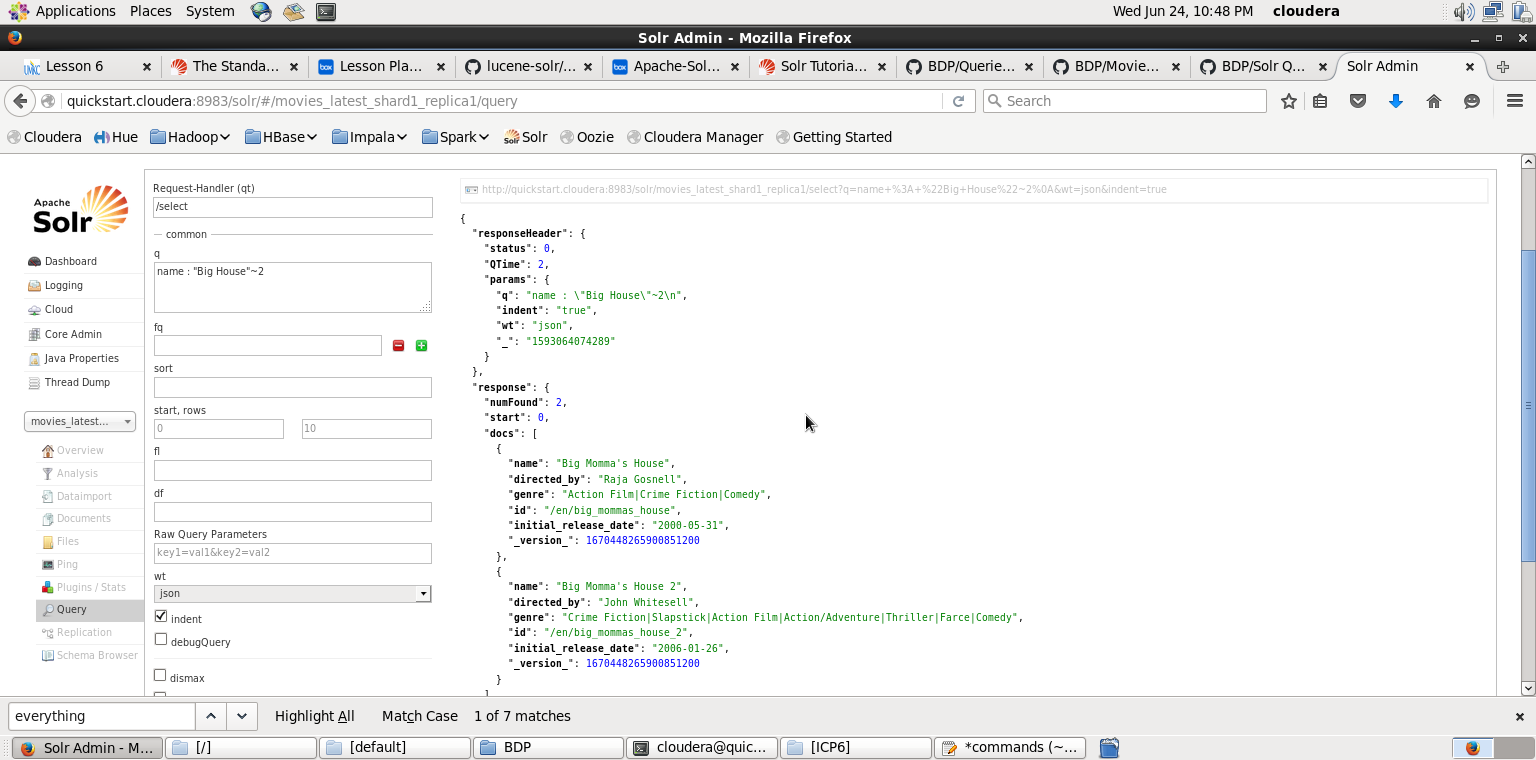 Applications Places System Wed Jun 24, 10:48 PM cloudera
Solr Admin - Mozilla Firefox
Lesson 6 The Standa... Lesson Pla... lucene-solr/... Apache-Sol... Solr Tutoria... BDP/Querie... BDP/Movie... BDP/Solr Q... Solr Admin
quickstart.cloudera:8983/solr/#/movies_latest_shard1_replica1/query Search
Cloudera Hue Hadoop HBase Impala Spark Solr Oozie Cloudera Manager Getting Started
Apache
Solr
Dashboard
Logging
Cloud
Core Admin
Java Properties
Thread Dump
movies_latest...
Overview
Analysis
Dataimport
Documents
Files
Ping
Plugins / Stats
Query
Replication
Schema Browser
Request-Handler (qt)
/select
common
q
name : "Big House"~2
fq
sort
start, rows
0 10
fl
df
Raw Query Parameters
key1=val1&key2=val2
wt
json
indent
debugQuery
dismax
http://quickstart.cloudera:8983/solr/movies_latest_shard1_replica1/select?q=name+%3A+%22Big+House%22~2%0A&wt=json&indent=true
{
"responseHeader": {
"status": 0,
"QTime": 2,
"params": {
"q": "name : \"Big House\"~2\n",
"indent": "true",
"wt": "json",
"_": "1593064074289"
}
},
"response": {
"numFound": 2,
"start": 0,
"docs": [
{
"name": "Big Momma's House",
"directed_by": "Raja Gosnell",
"genre": "Action Film|Crime Fiction|Comedy",
"id": "/en/big_mommas_house",
"initial_release_date": "2000-05-31",
"_version_": 1670448265900851200
},
{
"name": "Big Momma's House 2",
"directed_by": "John Whitesell",
"genre": "Crime Fiction|Slapstick|Action Film|Action/Adventure|Thriller|Farce|Comedy",
"id": "/en/big_mommas_house_2",
"initial_release_date": "2006-01-26",
"_version_": 1670448265900851200
}
]
everything Highlight All Match Case 1 of 7 matches
Solr Admin - M... [/] [default] BDP cloudera@quic... [ICP6] *commands (~...